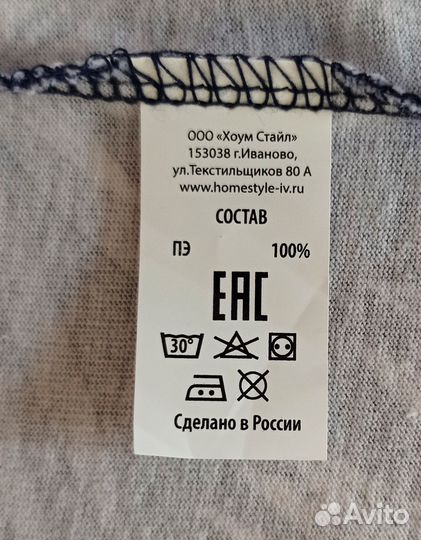 ООО «Хоум Стайл»
153038 г.Иваново,
ул.Текстильщиков 80 А
www.homestyle-iv.ru
СОСТАВ
ПЭ 100%
ЕАС
30°
Сделано в России
Avito